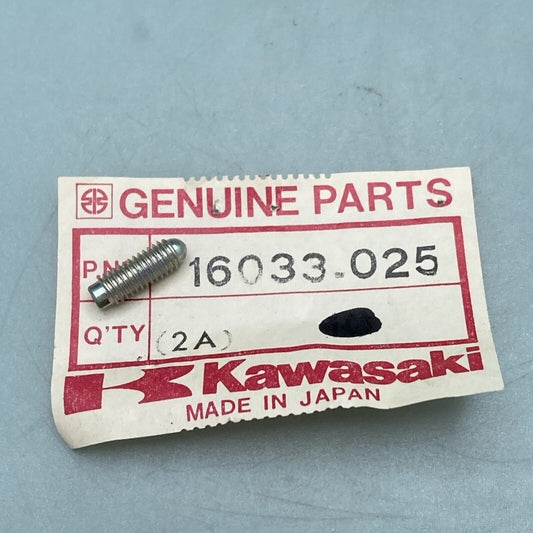 GENUINE PARTS
P.N. 16033-025
Q'TY (2A)
Kawasaki
MADE IN JAPAN